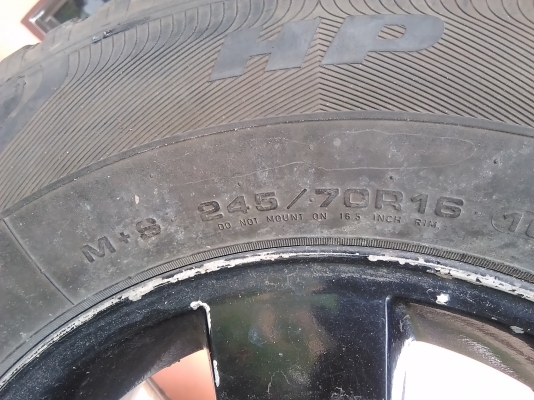 HP
M+S 245/70R16
DO NOT MOUNT ON 16.5 INCH RIM